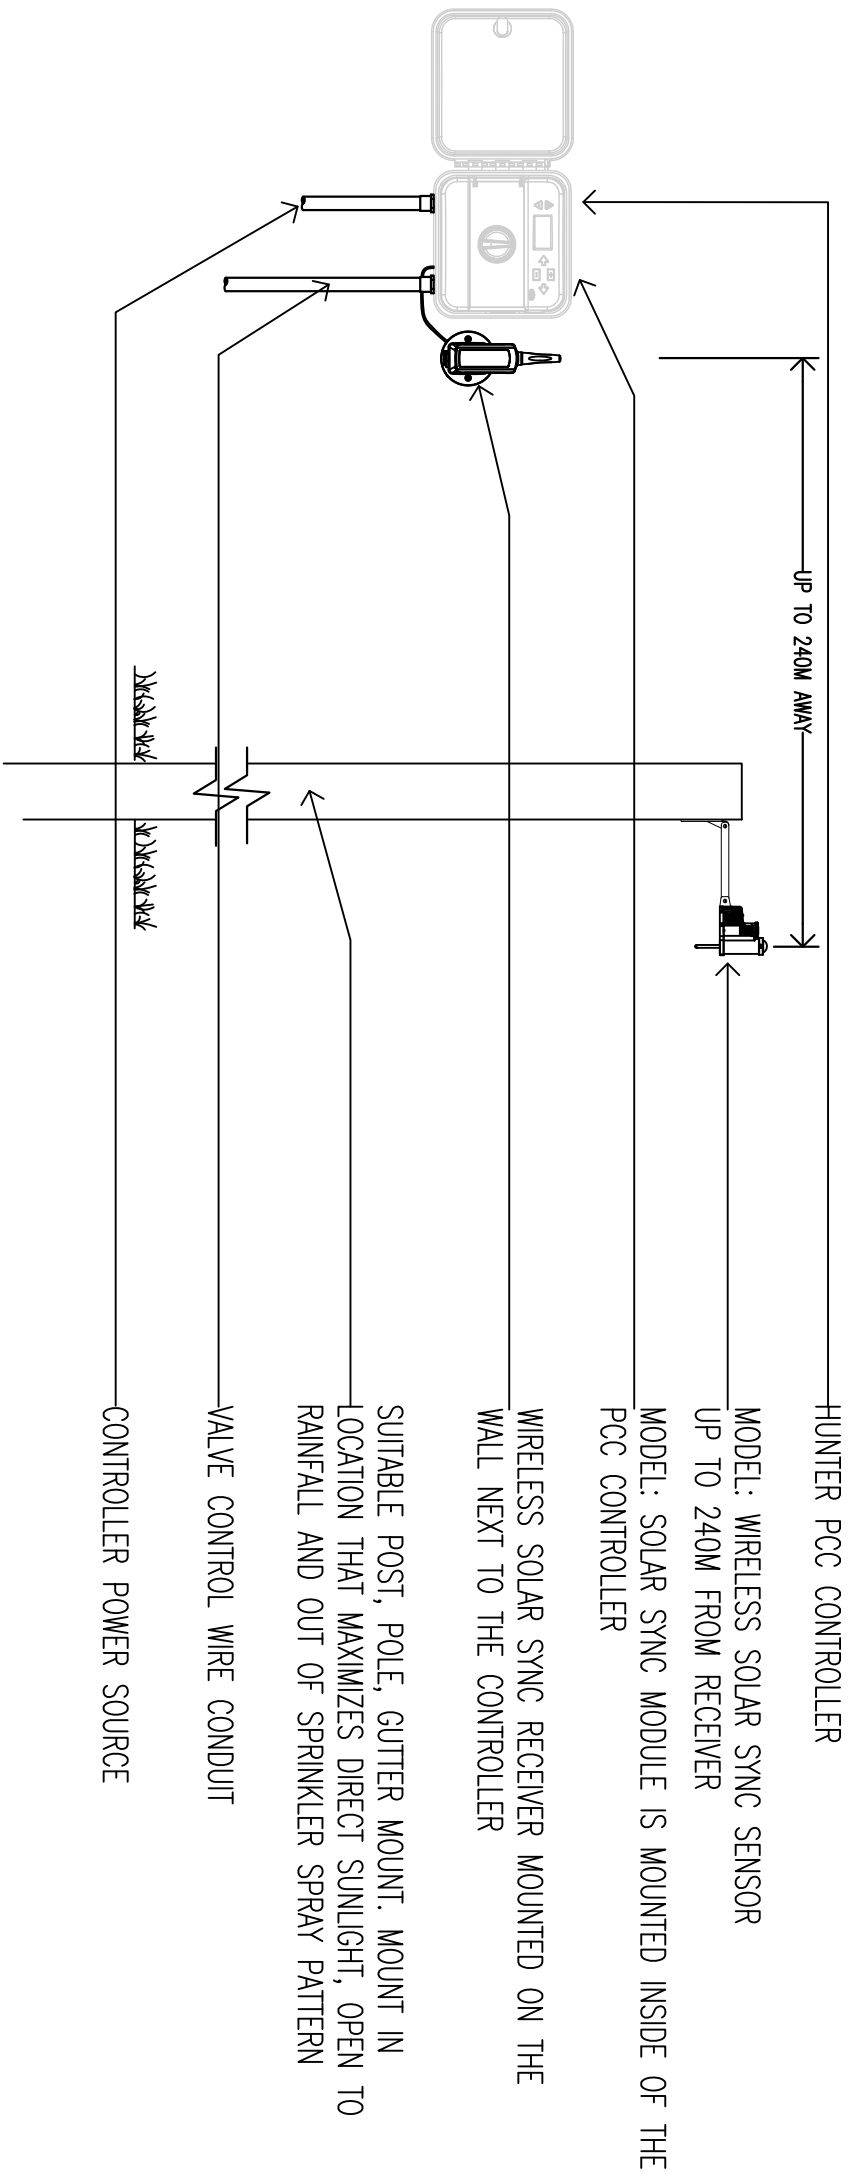 HUNTER PCC CONTROLLER
MODEL: WIRELESS SOLAR SYNC SENSOR
UP TO 240M FROM RECEIVER
MODEL: SOLAR SYNC MODULE IS MOUNTED INSIDE OF THE
PCC CONTROLLER
WIRELESS SOLAR SYNC RECEIVER MOUNTED ON THE
WALL NEXT TO THE CONTROLLER
SUITABLE POST, POLE, GUTTER MOUNT. MOUNT IN
LOCATION THAT MAXIMIZES DIRECT SUNLIGHT, OPEN TO
RAINFALL AND OUT OF SPRINKLER SPRAY PATTERN
VALVE CONTROL WIRE CONDUIT
CONTROLLER POWER SOURCE
UP TO 240M AWAY